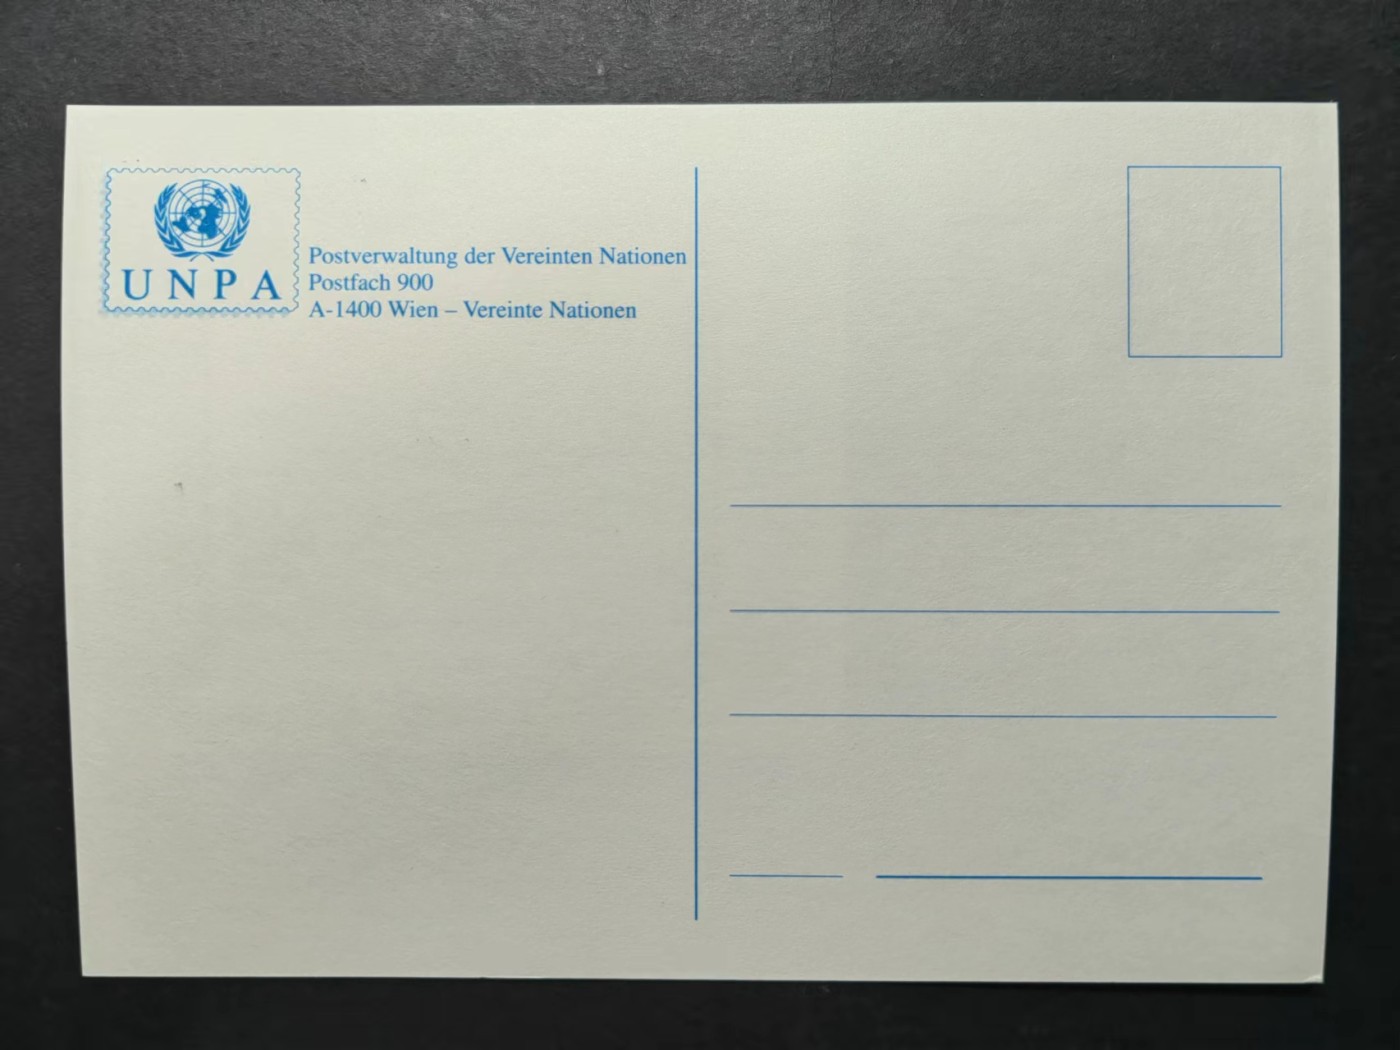 UNPA
Postverwaltung der Vereinten Nationen
Postfach 900
A-1400 Wien – Vereinte Nationen